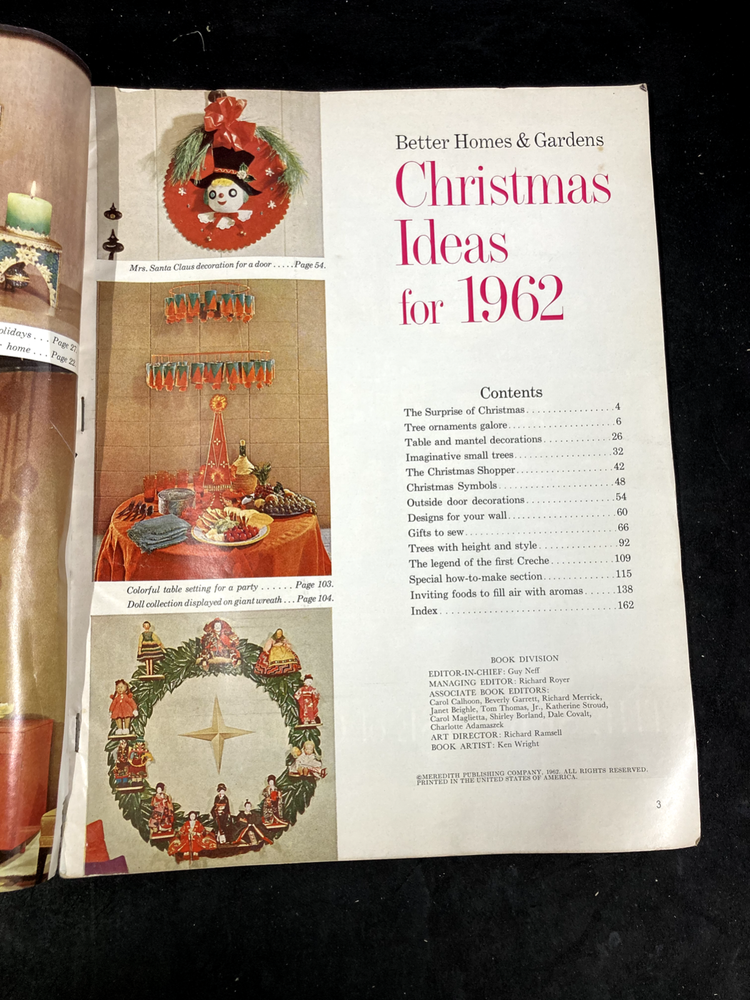 olidays . . . Page 27
home . . . Page 22
Mrs. Santa Claus decoration for a door . . . . . Page 54.
Colorful table setting for a party . . . . . . Page 103.
Doll collection displayed on giant wreath . . . Page 104.
Better Homes & Gardens
Christmas
Ideas
for 1962
Contents
The Surprise of Christmas . . . . . . . . . . . . . . . . 4
Tree ornaments galore . . . . . . . . . . . . . . . . . . . 6
Table and mantel decorations . . . . . . . . . . . . 26
Imaginative small trees . . . . . . . . . . . . . . . . . 32
The Christmas Shopper . . . . . . . . . . . . . . . . . 42
Christmas Symbols . . . . . . . . . . . . . . . . . . . . 48
Outside door decorations . . . . . . . . . . . . . . . 54
Designs for your wall . . . . . . . . . . . . . . . . . . 60
Gifts to sew . . . . . . . . . . . . . . . . . . . . . . . . . 66
Trees with height and style . . . . . . . . . . . . . . 92
The legend of the first Creche . . . . . . . . . . . 109
Special how-to-make section . . . . . . . . . . . . 115
Inviting foods to fill air with aromas . . . . . . 138
Index . . . . . . . . . . . . . . . . . . . . . . . . . . . . . 162
BOOK DIVISION
EDITOR-IN-CHIEF: Guy Neff
MANAGING EDITOR: Richard Royer
ASSOCIATE BOOK EDITORS:
Carol Calhoon, Beverly Garrett, Richard Merrick,
Janet Beighle, Tom Thomas, Jr., Katherine Stroud,
Carol Maglietta, Shirley Borland, Dale Covalt,
Charlotte Adamaszek
ART DIRECTOR: Richard Ramsell
BOOK ARTIST: Ken Wright
©MEREDITH PUBLISHING COMPANY, 1962. ALL RIGHTS RESERVED.
PRINTED IN THE UNITED STATES OF AMERICA.
3